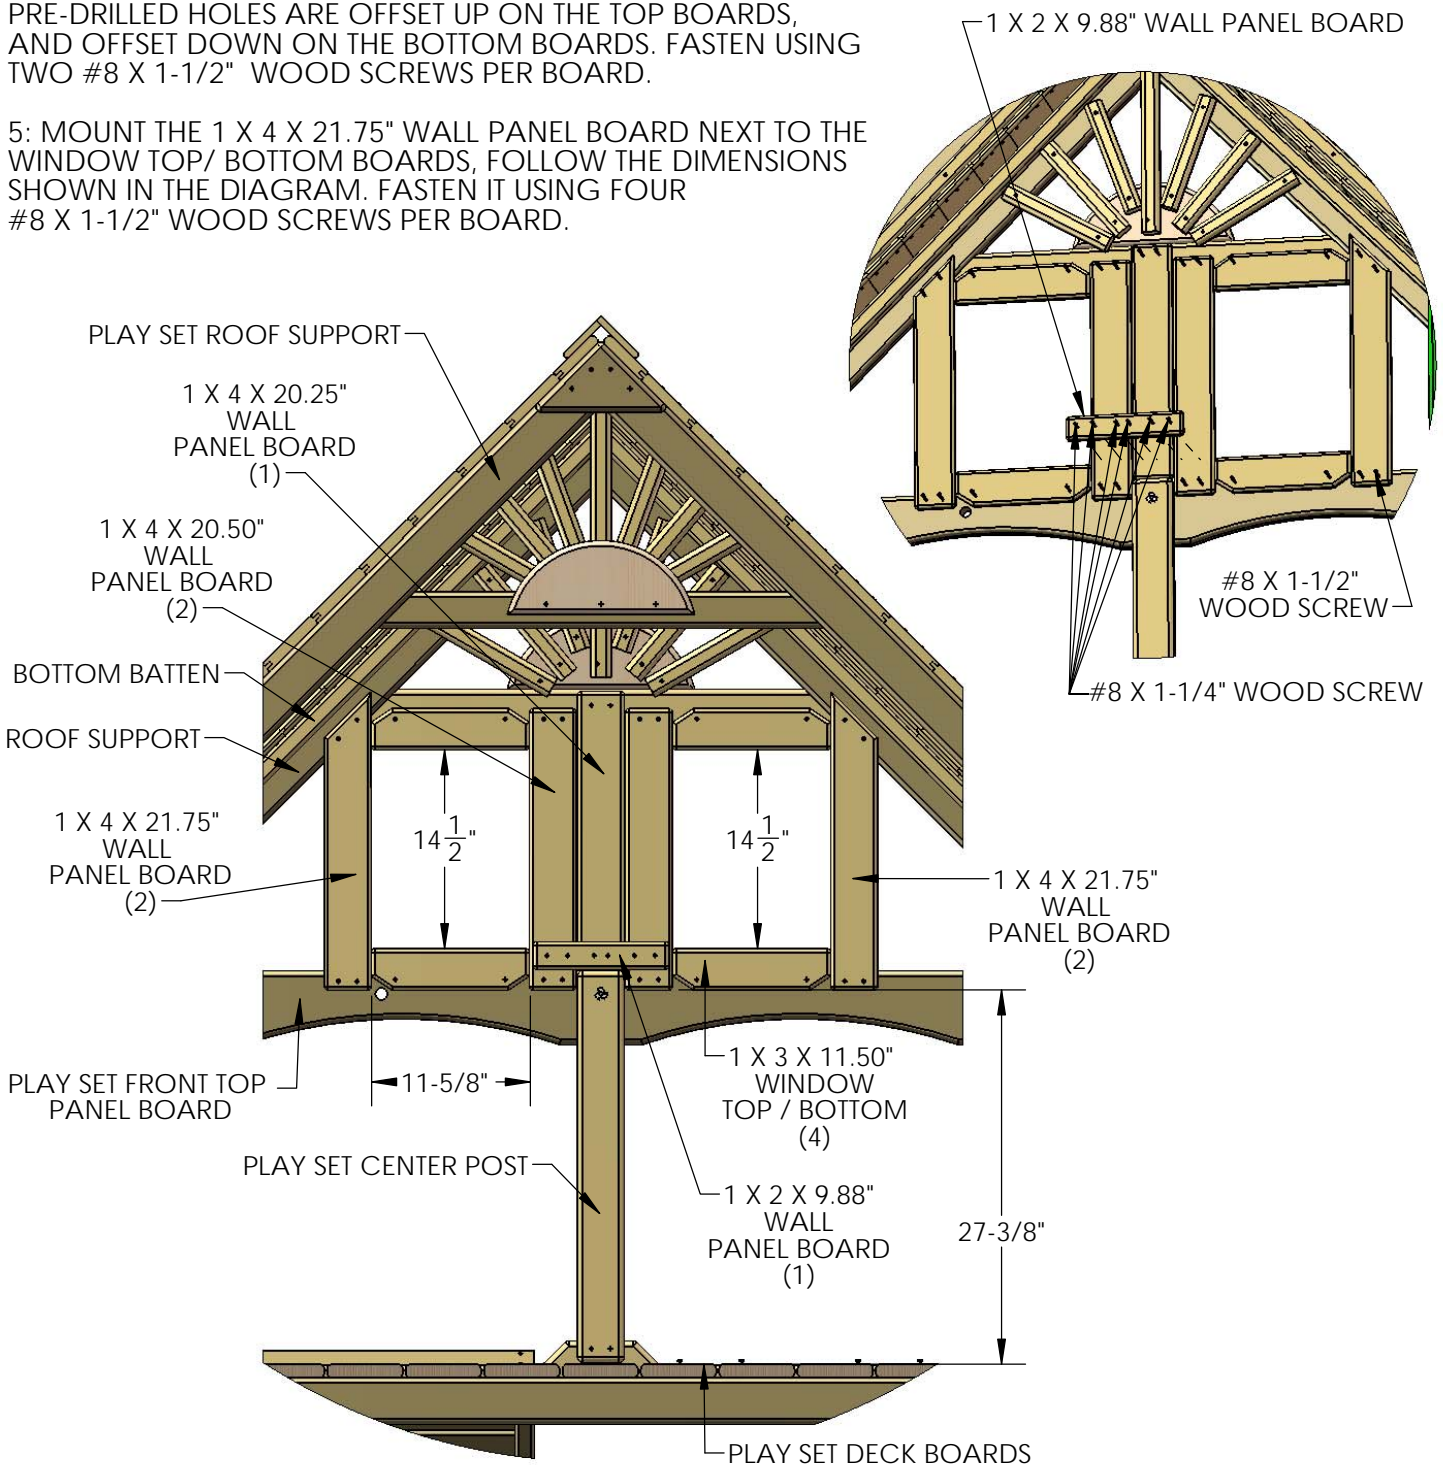 PRE-DRILLED HOLES ARE OFFSET UP ON THE TOP BOARDS,
AND OFFSET DOWN ON THE BOTTOM BOARDS. FASTEN USING
TWO #8 X 1-1/2" WOOD SCREWS PER BOARD.
5: MOUNT THE 1 X 4 X 21.75" WALL PANEL BOARD NEXT TO THE
WINDOW TOP/ BOTTOM BOARDS, FOLLOW THE DIMENSIONS
SHOWN IN THE DIAGRAM. FASTEN IT USING FOUR
#8 X 1-1/2" WOOD SCREWS PER BOARD.
1 X 2 X 9.88" WALL PANEL BOARD
#8 X 1-1/2"
WOOD SCREW
#8 X 1-1/4" WOOD SCREW
PLAY SET ROOF SUPPORT
1 X 4 X 20.25"
WALL
PANEL BOARD
(1)
1 X 4 X 20.50"
WALL
PANEL BOARD
(2)
BOTTOM BATTEN
ROOF SUPPORT
1 X 4 X 21.75"
WALL
PANEL BOARD
(2)
14 1/2"
14 1/2"
1 X 4 X 21.75"
WALL
PANEL BOARD
(2)
PLAY SET FRONT TOP
PANEL BOARD
11-5/8"
1 X 3 X 11.50"
WINDOW
TOP / BOTTOM
(4)
PLAY SET CENTER POST
1 X 2 X 9.88"
WALL
PANEL BOARD
(1)
27-3/8"
PLAY SET DECK BOARDS